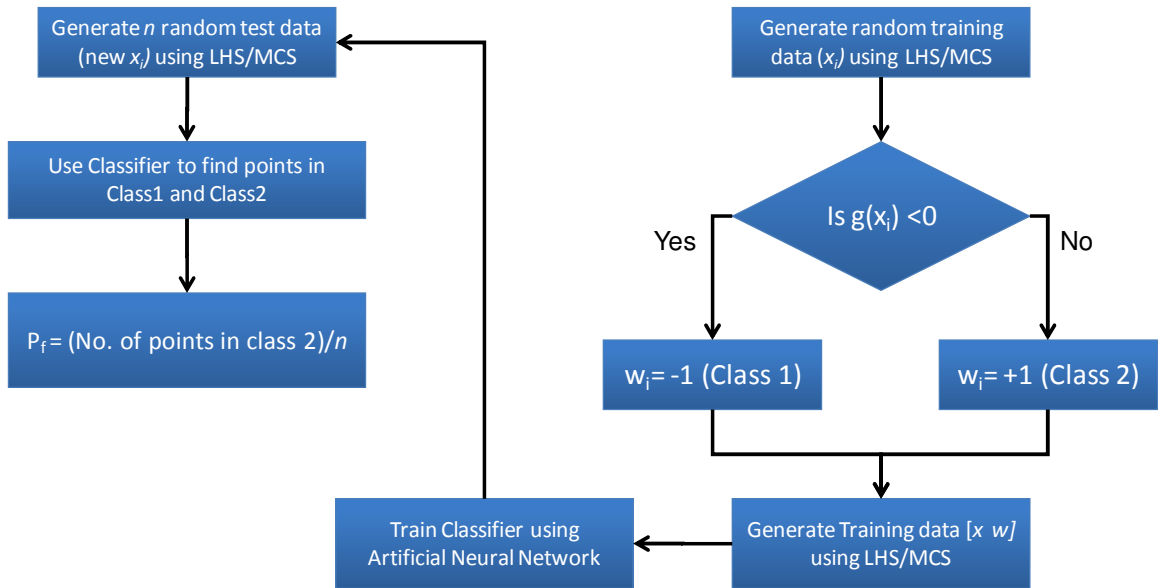 Generate n random test data
(new xi) using LHS/MCS
Use Classifier to find points in
Class1 and Class2
Pf = (No. of points in class 2)/n
Generate random training
data (xi) using LHS/MCS
Is g(xi) <0
Yes
No
wi= -1 (Class 1)
wi= +1 (Class 2)
Generate Training data [x w]
using LHS/MCS
Train Classifier using
Artificial Neural Network